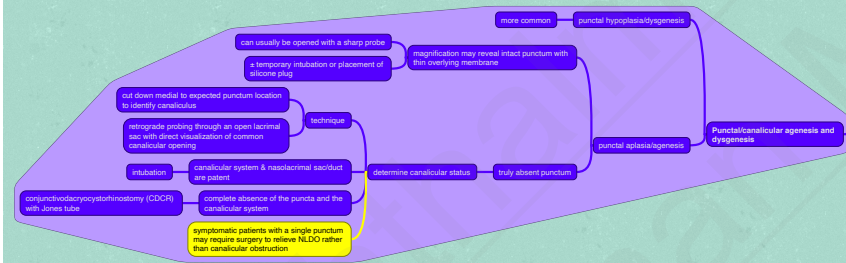 more common
punctal hypoplasia/dysgenesis
can usually be opened with a sharp probe
± temporary intubation or placement of
silicone plug
magnification may reveal intact punctum with
thin overlying membrane
cut down medial to expected punctum location
to identify canaliculus
retrograde probing through an open lacrimal
sac with direct visualization of common
canalicular opening
technique
Punctal/canalicular agenesis and
dysgenesis
punctal aplasia/agenesis
intubation
canalicular system & nasolacrimal sac/duct
are patent
determine canalicular status
truly absent punctum
conjunctivodacryocystorhinostomy (CDCR)
with Jones tube
complete absence of the puncta and the
canalicular system
symptomatic patients with a single punctum
may require surgery to relieve NLDO rather
than canalicular obstruction